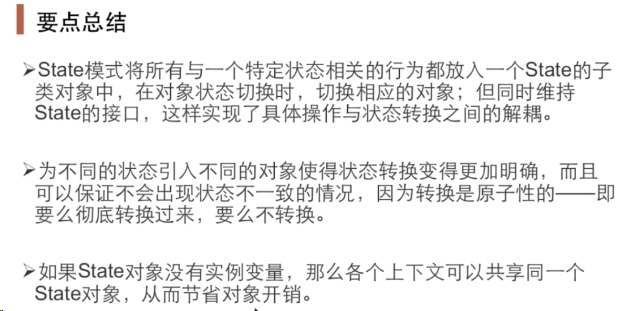 要点总结
➢State模式将所有与一个特定状态相关的行为都放入一个State的子
类对象中，在对象状态切换时，切换相应的对象；但同时维持
State的接口，这样实现了具体操作与状态转换之间的解耦。
➢为不同的状态引入不同的对象使得状态转换变得更加明确，而且
可以保证不会出现状态不一致的情况，因为转换是原子性的——即
要么彻底转换过来，要么不转换。
➢如果State对象没有实例变量，那么各个上下文可以共享同一个
State对象，从而节省对象开销。